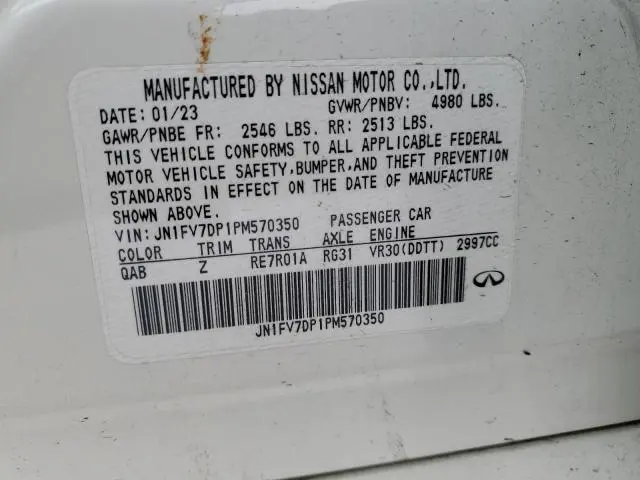 MANUFACTURED BY NISSAN MOTOR CO.,LTD.
DATE: 01/23 GVWR/PNBV: 4980 LBS.
GAWR/PNBE FR: 2546 LBS. RR: 2513 LBS.
THIS VEHICLE CONFORMS TO ALL APPLICABLE FEDERAL
MOTOR VEHICLE SAFETY,BUMPER,AND THEFT PREVENTION
STANDARDS IN EFFECT ON THE DATE OF MANUFACTURE
SHOWN ABOVE.
VIN: JN1FV7DP1PM570350 PASSENGER CAR
COLOR TRIM TRANS AXLE ENGINE
QAB Z RE7R01A RG31 VR30(DDTT) 2997CC
JN1FV7DP1PM570350